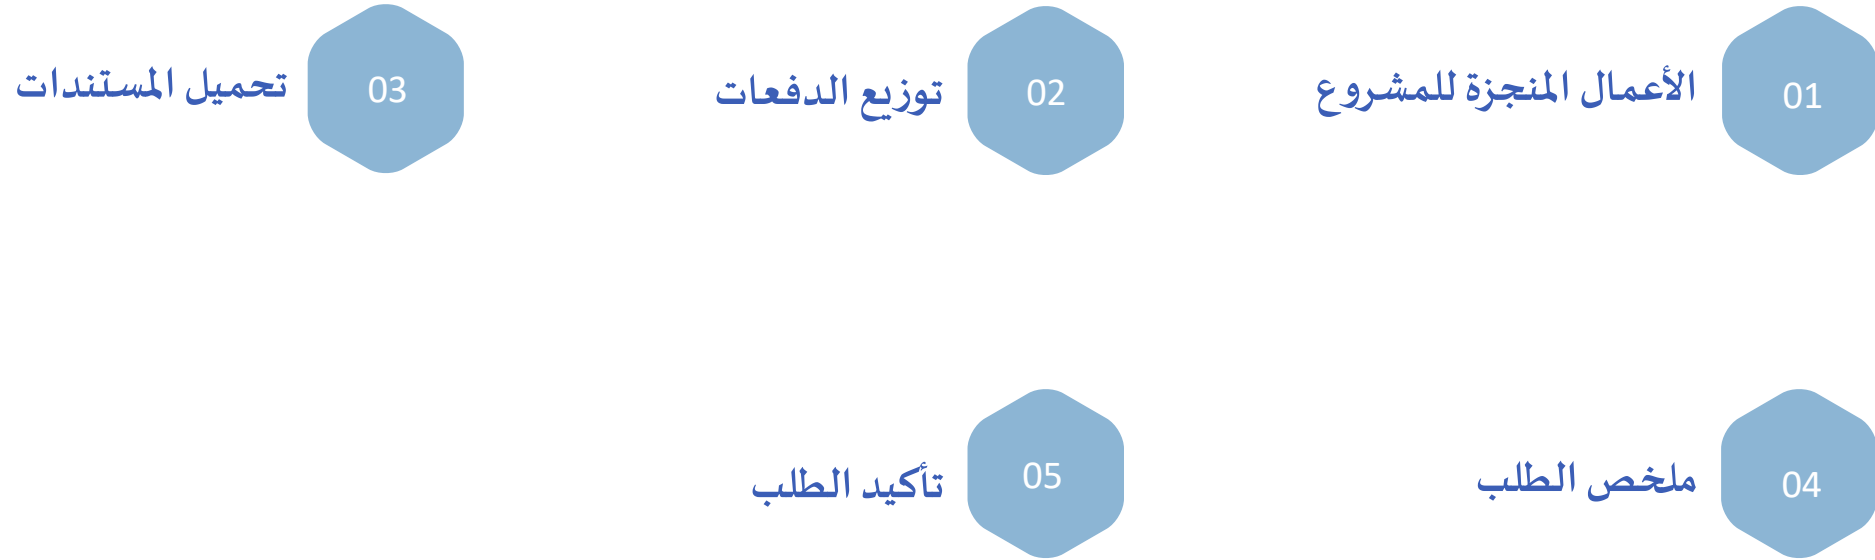 01
الأعمال المنجزة للمشروع
02
توزيع الدفعات
03
تحميل المستندات
04
ملخص الطلب
05
تأكيد الطلب